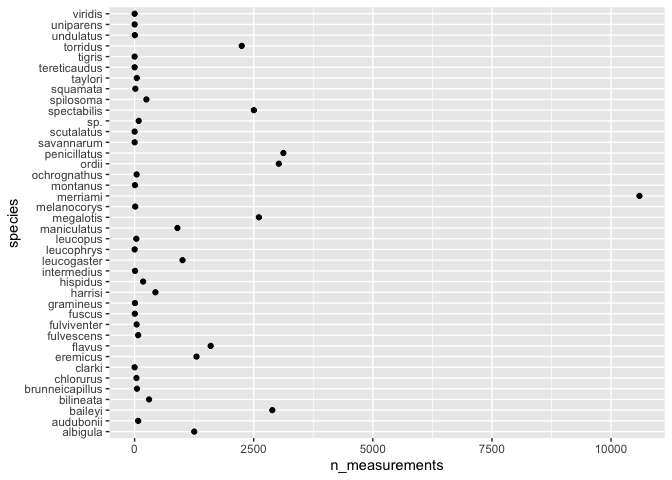 viridis
uniparens
undulatus
torridus
tigris
tereticaudus
taylori
squamata
spilosoma
spectabilis
sp.
scutalatus
savannarum
penicillatus
ordii
ochrognathus
montanus
merriami
melanocorys
megalotis
maniculatus
leucopus
leucophrys
leucogaster
intermedius
hispidus
harrisi
gramineus
fuscus
fulviventer
fulvescens
flavus
eremicus
clarki
chlorurus
brunneicapillus
bilineata
baileyi
audubonii
albigula
species
0 2500 5000 7500 10000
n_measurements